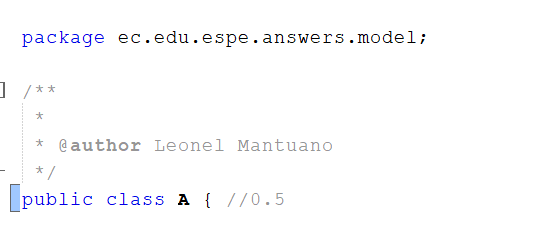 package ec.edu.espe.answers.model;
/**
*
* @author Leonel Mantuano
*/
public class A { //0.5